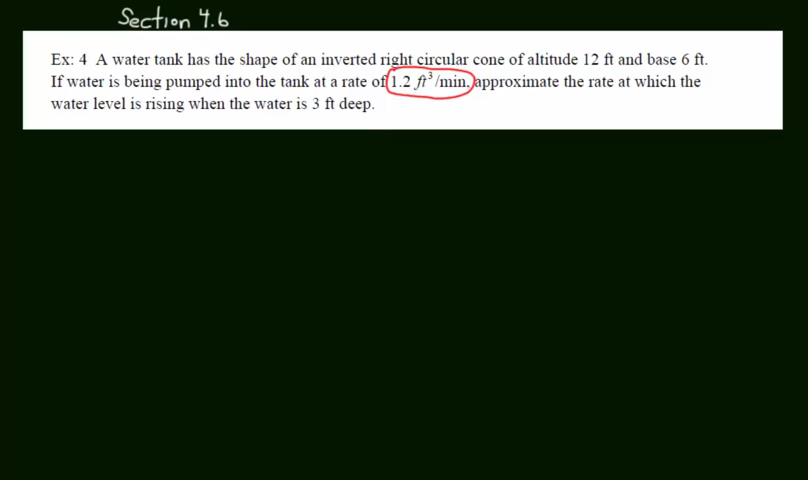 Section 4.6
Ex: 4 A water tank has the shape of an inverted right circular cone of altitude 12 ft and base 6 ft.
If water is being pumped into the tank at a rate of 1.2 ft³/min, approximate the rate at which the
water level is rising when the water is 3 ft deep.